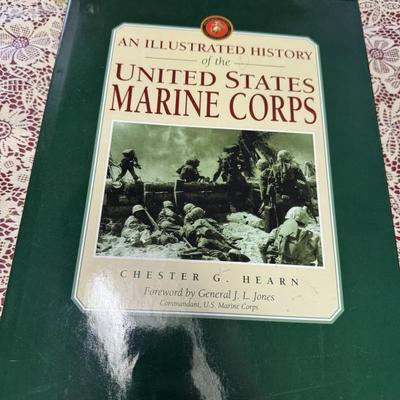 AN ILLUSTRATED HISTORY
of the
UNITED STATES
MARINE CORPS
CHESTER G. HEARN
Foreword by General J. L. Jones
Commandant, U.S. Marine Corps